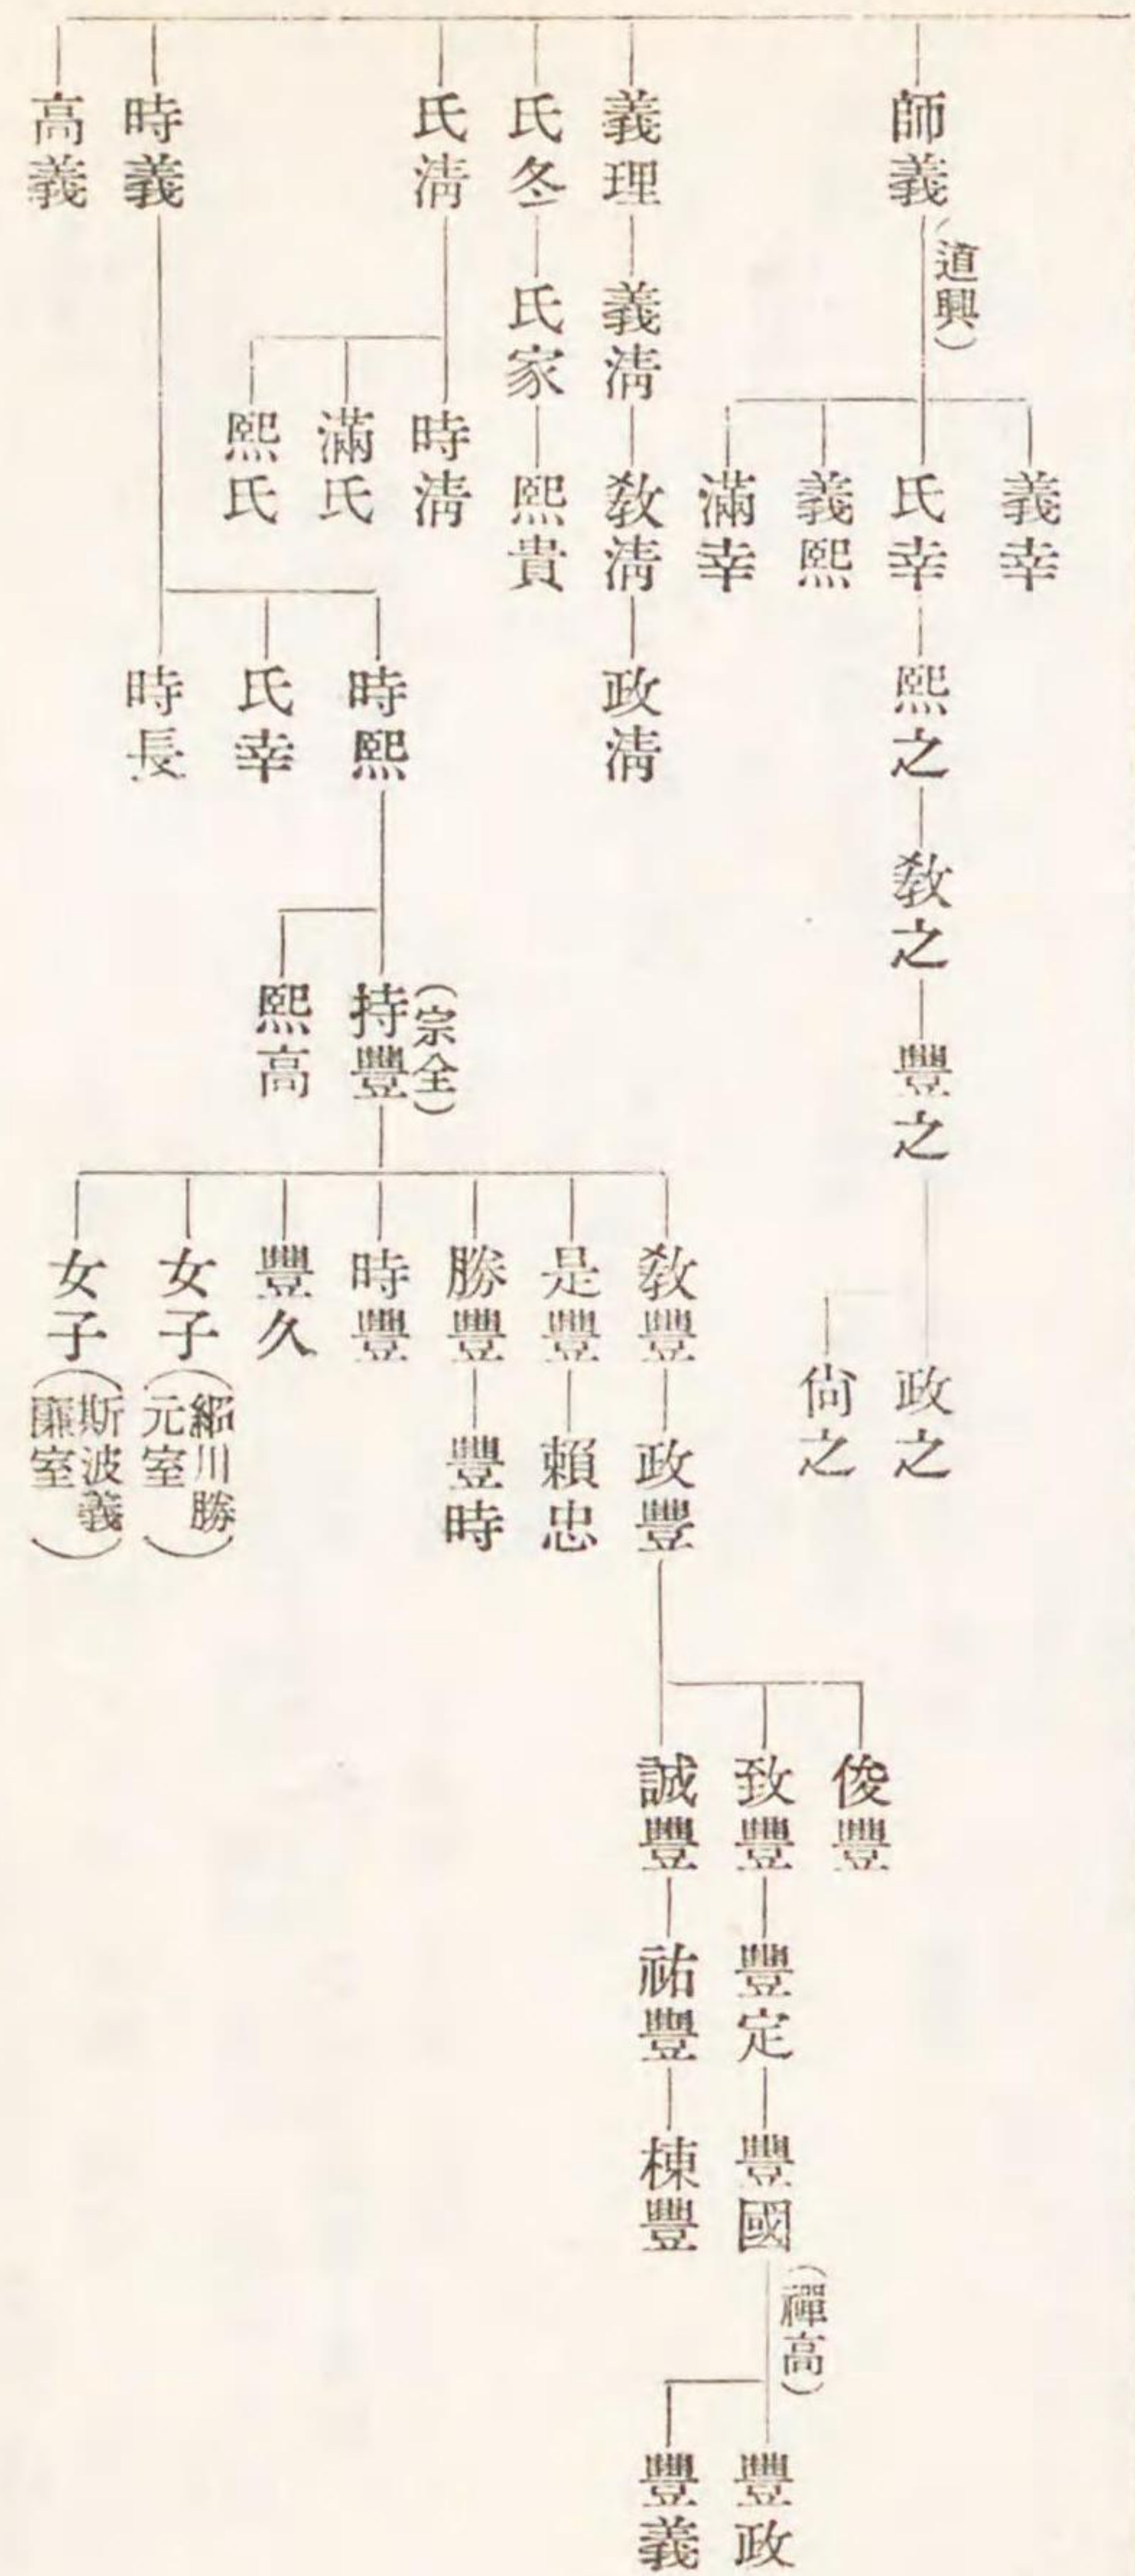 師義
(道興)
義幸
氏幸
熙之
教之
豐之
政之
尙之
義熙
滿幸
義理
義淸
教淸
政淸
氏冬
氏家
熙貴
氏淸
時淸
滿氏
熙氏
時義
時熙
持豐
(宗全)
教豐
政豐
俊豐
致豐
豐定
豐國
(禪高)
豐政
豐義
誠豐
祐豐
棟豐
是豐
賴忠
勝豐
豐時
時豐
豐久
女子
(細川勝
元室)
女子
(斯波義
廉室)
熙高
氏幸
時長
高義